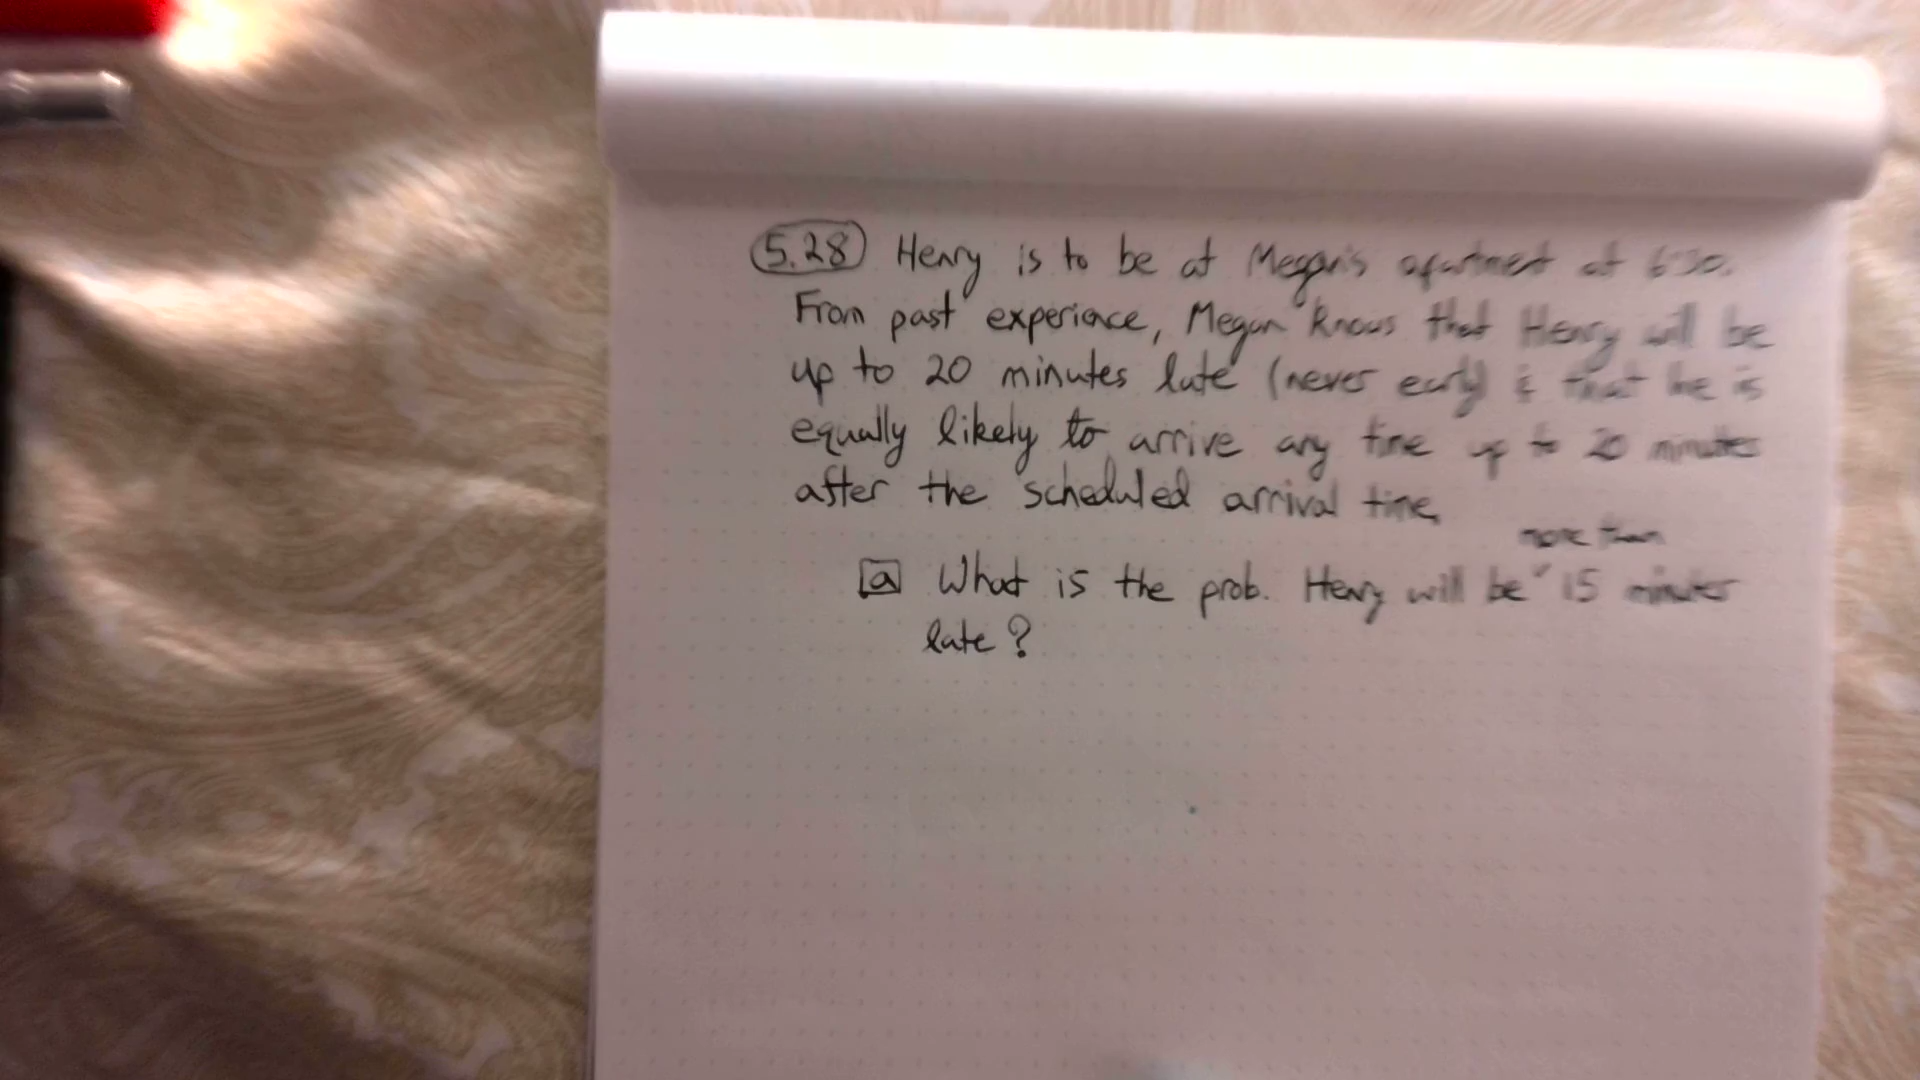 5.28 Henry is to be at Megan's apartment at 6:30.
From past experience, Megan knows that Henry will be
up to 20 minutes late (never early) & that he is
equally likely to arrive any time up to 20 minutes
after the scheduled arrival time.
more than
a What is the prob. Henry will be 15 minutes
late?